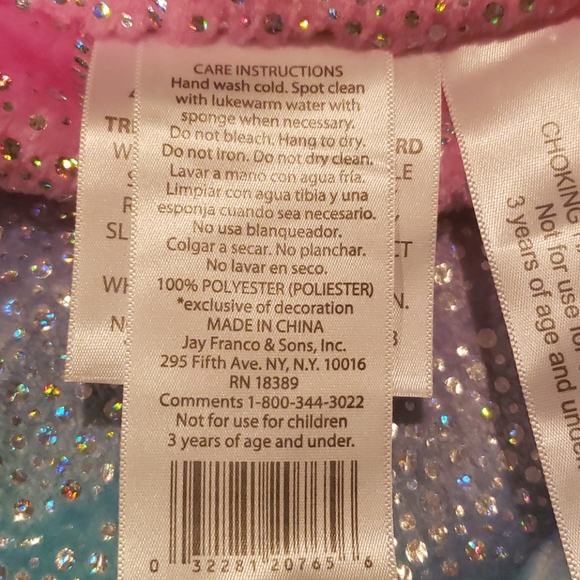 CARE INSTRUCTIONS
Hand wash cold. Spot clean
with lukewarm water with
sponge when necessary.
Do not bleach. Hang to dry.
Do not iron. Do not dry clean.
Lavar a mano con agua fría.
Limpiar con agua tibia y una
esponja cuando sea necesario.
No usa blanqueador.
Colgar a secar. No planchar.
No lavar en seco.
100% POLYESTER (POLIESTER)
*exclusive of decoration
MADE IN CHINA
Jay Franco & Sons, Inc.
295 Fifth Ave. NY, N.Y. 10016
RN 18389
Comments 1-800-344-3022
Not for use for children
3 years of age and under.
0 32281 20765 6
CHOKING
Not for use for
3 years of age and under